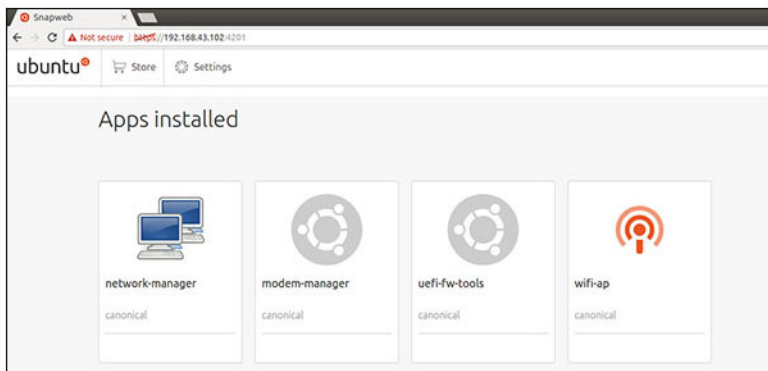 Snapweb ×
Not secure | https://192.168.43.102:4201
ubuntu Store Settings
Apps installed
network-manager modem-manager uefi-fw-tools wifi-ap
canonical canonical canonical canonical